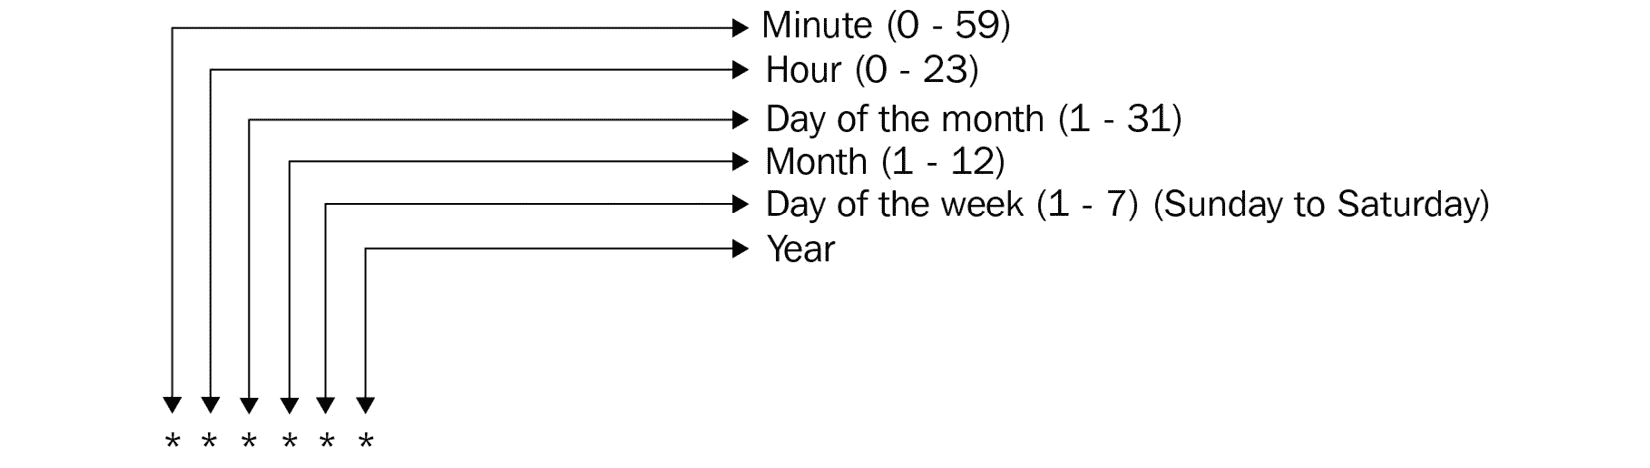 Minute (0 - 59)
Hour (0 - 23)
Day of the month (1 - 31)
Month (1 - 12)
Day of the week (1 - 7) (Sunday to Saturday)
Year
* * * * * *